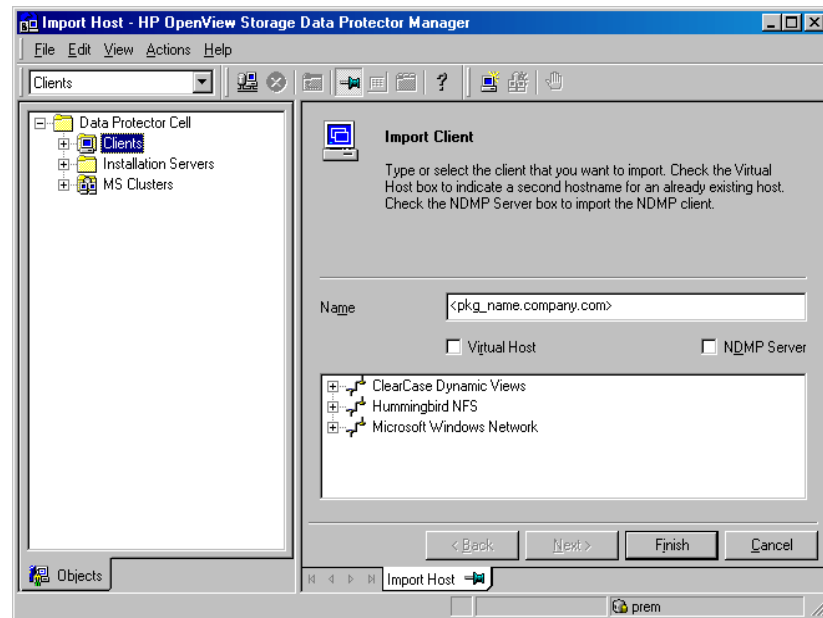 Import Host - HP OpenView Storage Data Protector Manager
File Edit View Actions Help
Clients
Data Protector Cell
Clients
Installation Servers
MS Clusters
Objects
Import Client
Type or select the client that you want to import. Check the Virtual
Host box to indicate a second hostname for an already existing host.
Check the NDMP Server box to import the NDMP client.
Name
<pkg_name.company.com>
Virtual Host
NDMP Server
ClearCase Dynamic Views
Hummingbird NFS
Microsoft Windows Network
< Back
Next >
Finish
Cancel
Import Host
prem